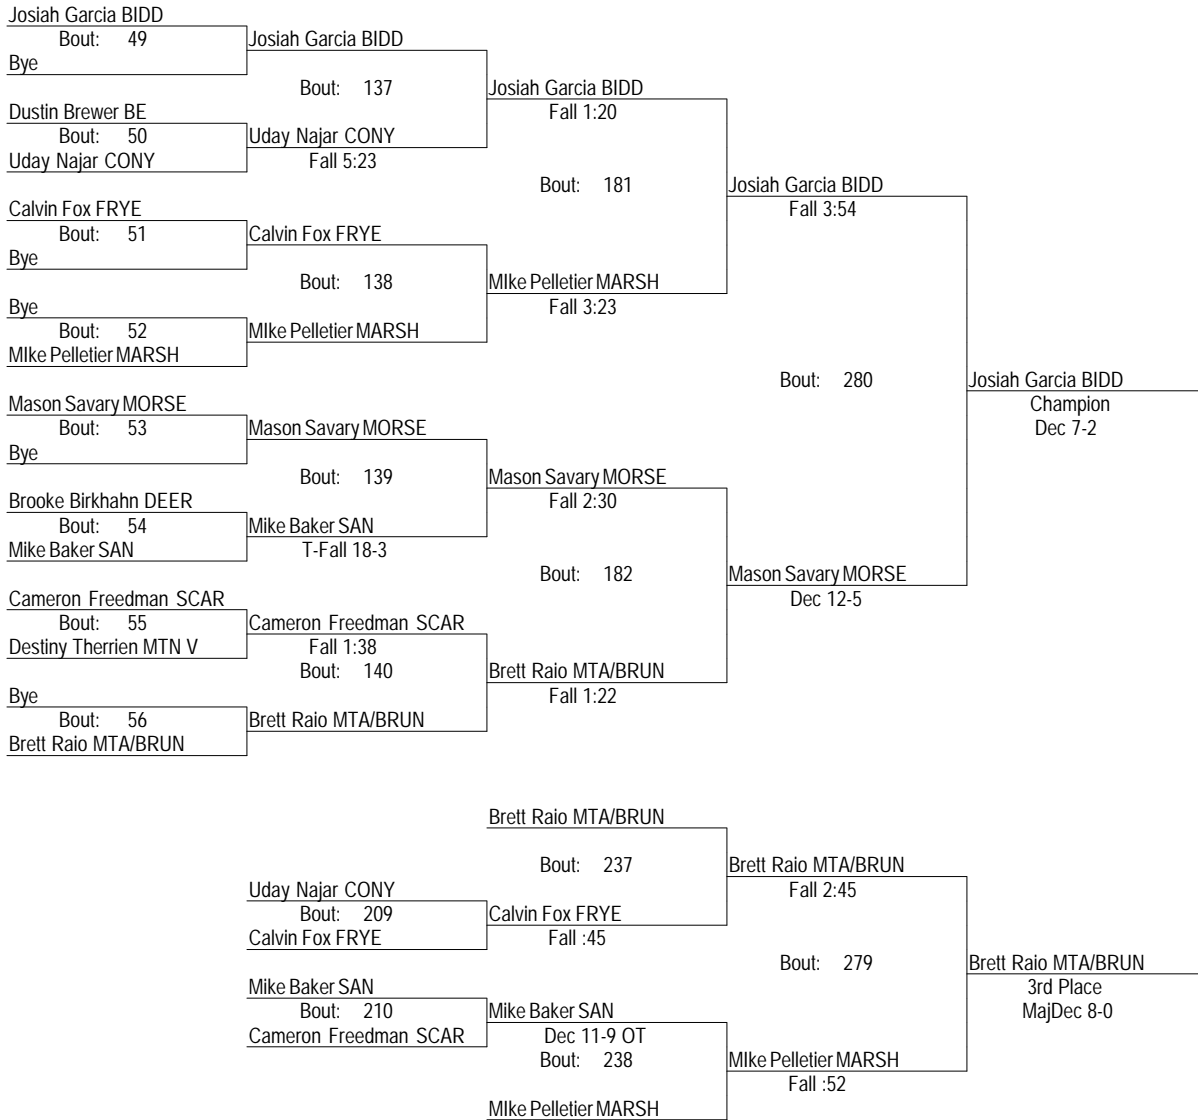 Josiah Garcia BIDD
Bout: 49
Bye
Josiah Garcia BIDD
Bout: 137
Dustin Brewer BE
Bout: 50
Uday Najar CONY
Uday Najar CONY
Fall 5:23
Josiah Garcia BIDD
Fall 1:20
Bout: 181
Calvin Fox FRYE
Bout: 51
Bye
Calvin Fox FRYE
Bout: 138
Bye
Bout: 52
MIke Pelletier MARSH
MIke Pelletier MARSH
MIke Pelletier MARSH
Fall 3:23
Josiah Garcia BIDD
Fall 3:54
Bout: 280
Mason Savary MORSE
Bout: 53
Bye
Mason Savary MORSE
Bout: 139
Brooke Birkhahn DEER
Bout: 54
Mike Baker SAN
Mike Baker SAN
T-Fall 18-3
Mason Savary MORSE
Fall 2:30
Bout: 182
Cameron Freedman SCAR
Bout: 55
Destiny Therrien MTN V
Cameron Freedman SCAR
Fall 1:38
Bout: 140
Bye
Bout: 56
Brett Raio MTA/BRUN
Brett Raio MTA/BRUN
Brett Raio MTA/BRUN
Fall 1:22
Mason Savary MORSE
Dec 12-5
Josiah Garcia BIDD
Champion
Dec 7-2
Brett Raio MTA/BRUN
Bout: 237
Uday Najar CONY
Bout: 209
Calvin Fox FRYE
Calvin Fox FRYE
Fall :45
Brett Raio MTA/BRUN
Fall 2:45
Bout: 279
Mike Baker SAN
Bout: 210
Cameron Freedman SCAR
Mike Baker SAN
Dec 11-9 OT
Bout: 238
MIke Pelletier MARSH
MIke Pelletier MARSH
Fall :52
Brett Raio MTA/BRUN
3rd Place
MajDec 8-0